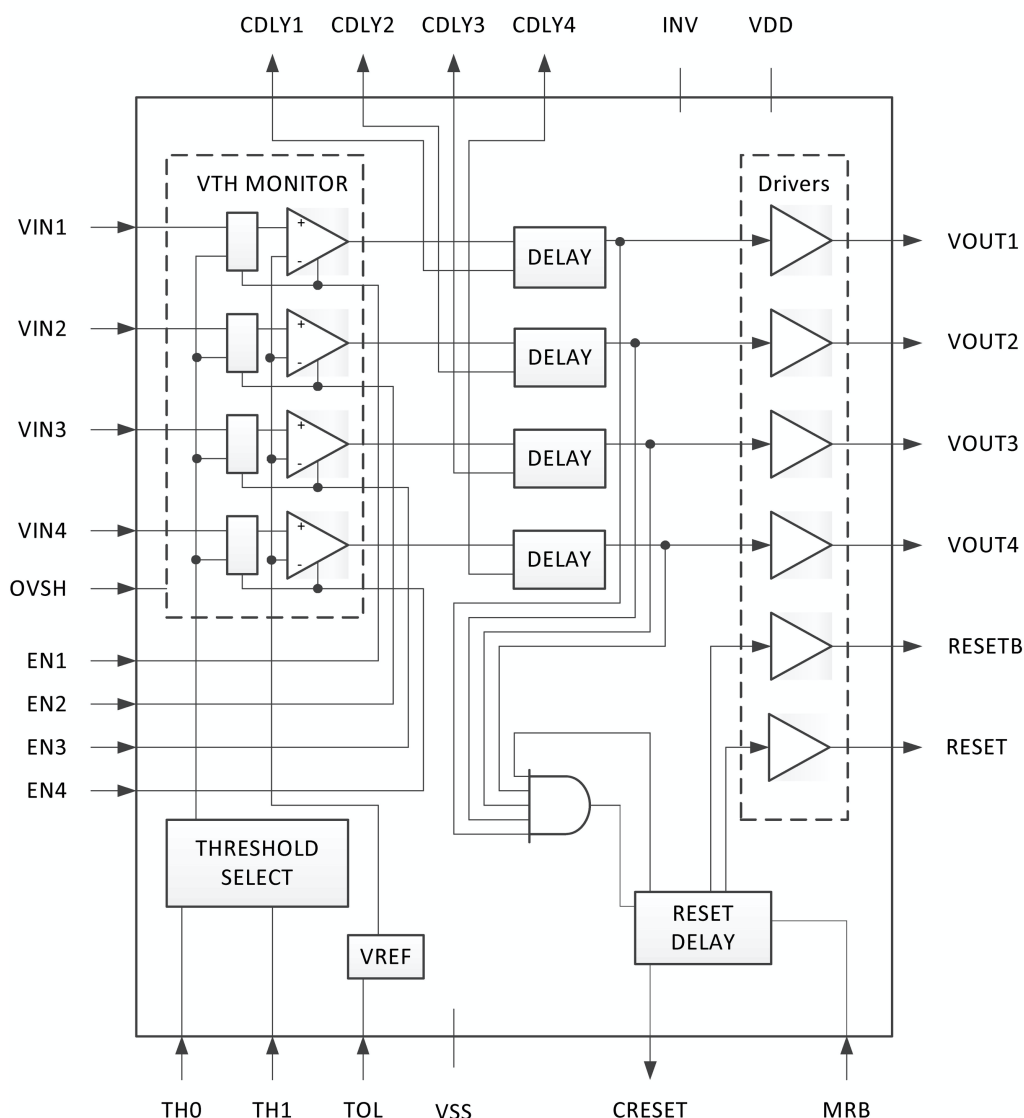 CDLY1 CDLY2 CDLY3 CDLY4 INV VDD
VTH MONITOR
Drivers
+
-
+
-
+
-
+
-
VIN1
VIN2
VIN3
VIN4
OVSH
EN1
EN2
EN3
EN4
DELAY
DELAY
DELAY
DELAY
VOUT1
VOUT2
VOUT3
VOUT4
RESETB
RESET
THRESHOLD
SELECT
VREF
RESET
DELAY
TH0 TH1 TOL VSS CRESET MRB